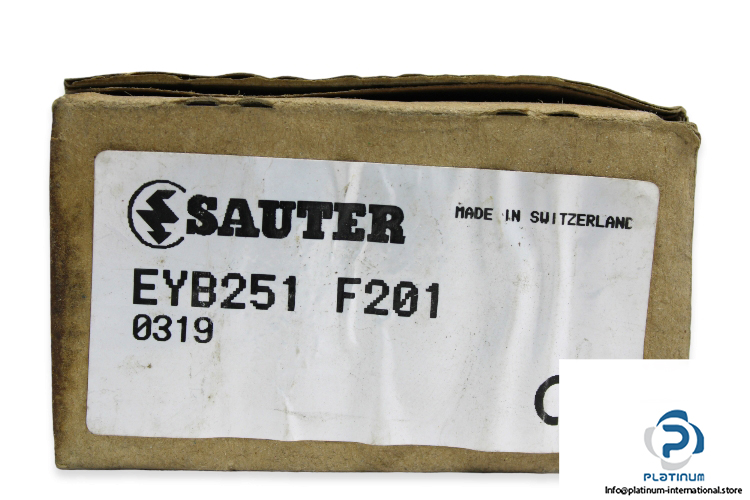 SAUTER
MADE IN SWITZERLAND
EYB251 F201
0319
PLATINUM
Info@platinum-international.store